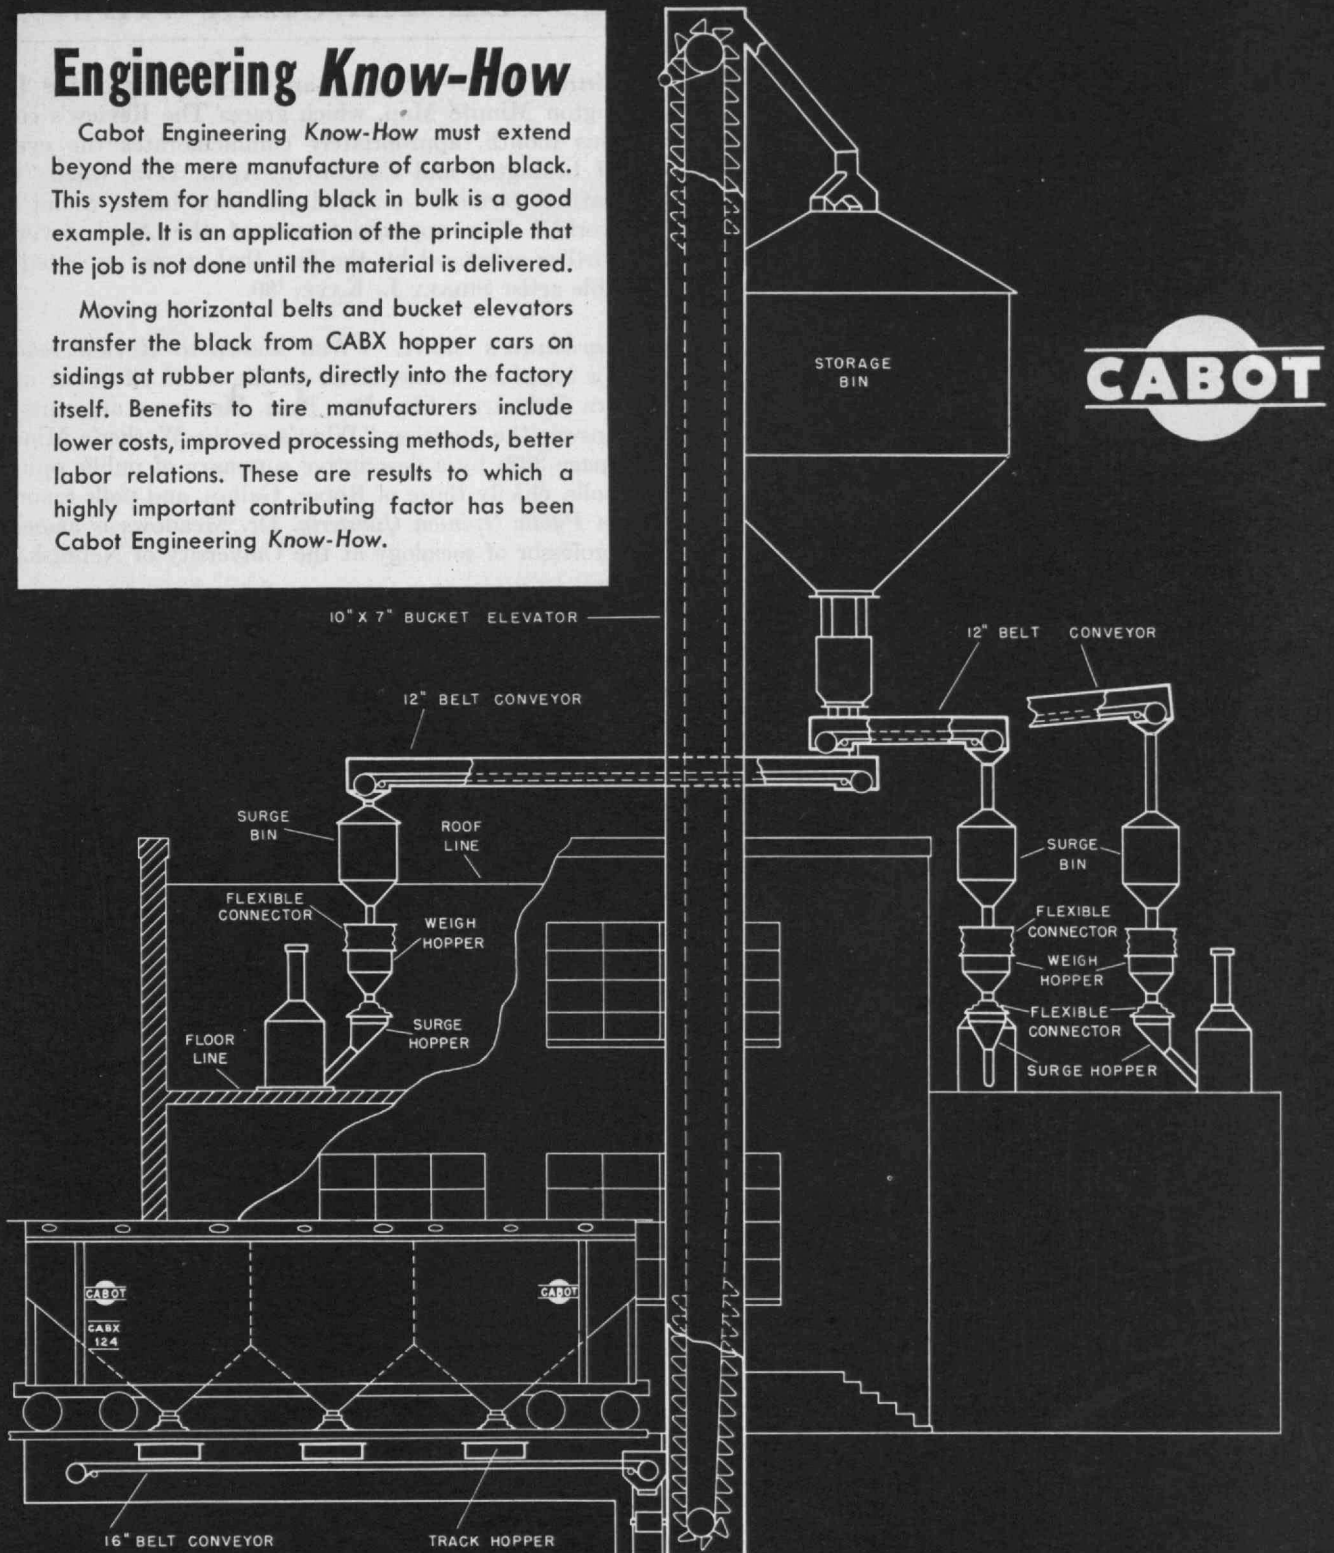 Engineering Know-How
Cabot Engineering Know-How must extend
beyond the mere manufacture of carbon black.
This system for handling black in bulk is a good
example. It is an application of the principle that
the job is not done until the material is delivered.
Moving horizontal belts and bucket elevators
transfer the black from CABX hopper cars on
sidings at rubber plants, directly into the factory
itself. Benefits to tire manufacturers include
lower costs, improved processing methods, better
labor relations. These are results to which a
highly important contributing factor has been
Cabot Engineering Know-How.
STORAGE
BIN
CABOT
10" X 7" BUCKET ELEVATOR
12" BELT CONVEYOR
12" BELT CONVEYOR
SURGE
BIN
ROOF
LINE
FLEXIBLE
CONNECTOR
WEIGH
HOPPER
FLOOR
LINE
SURGE
HOPPER
SURGE
BIN
FLEXIBLE
CONNECTOR
WEIGH
HOPPER
FLEXIBLE
CONNECTOR
SURGE HOPPER
CABOT
CABX
124
CABOT
16" BELT CONVEYOR
TRACK HOPPER